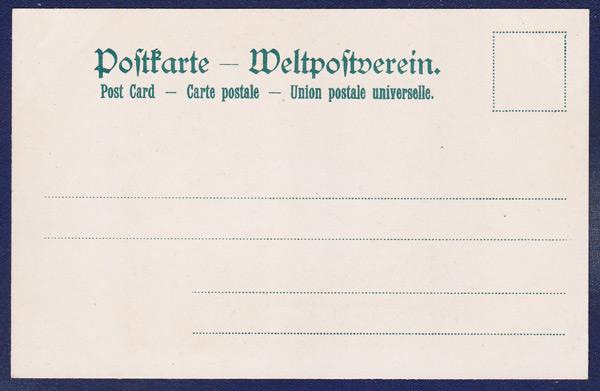 Poſtkarte — Weltpoſtverein.
Post Card — Carte postale — Union postale universelle.